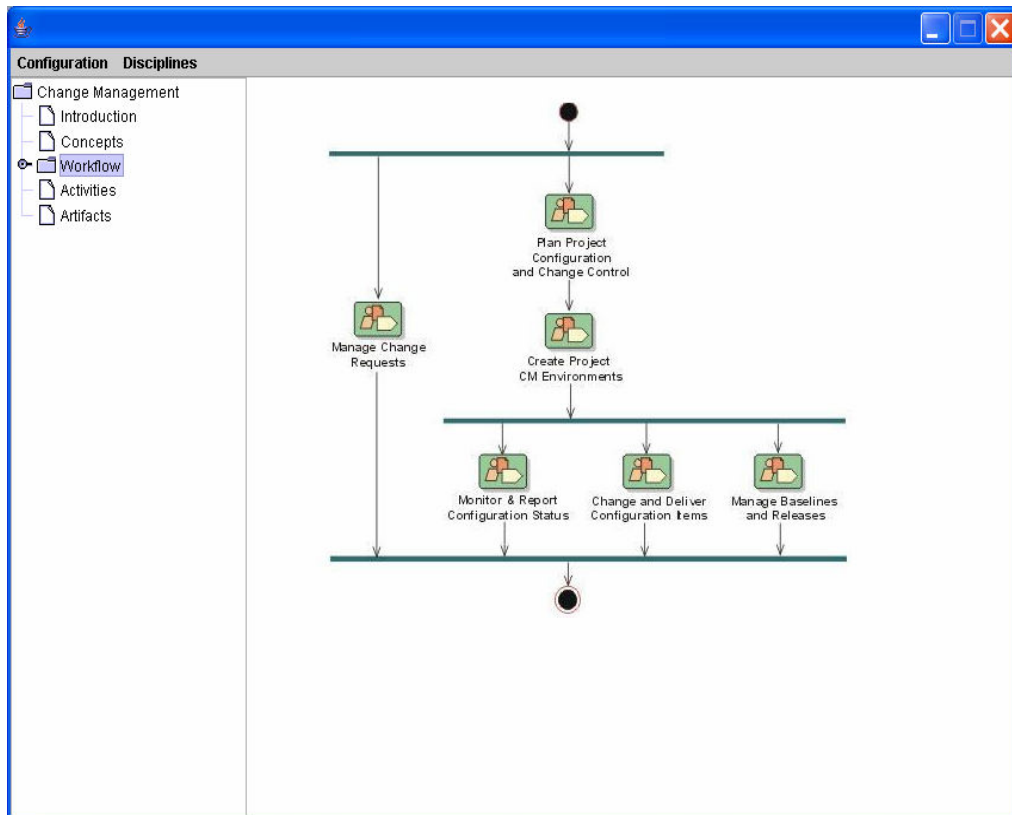 Configuration Disciplines
Change Management
Introduction
Concepts
Workflow
Activities
Artifacts
Plan Project
Configuration
and Change Control
Manage Change
Requests
Create Project
CM Environments
Monitor & Report
Configuration Status
Change and Deliver
Configuration Items
Manage Baselines
and Releases